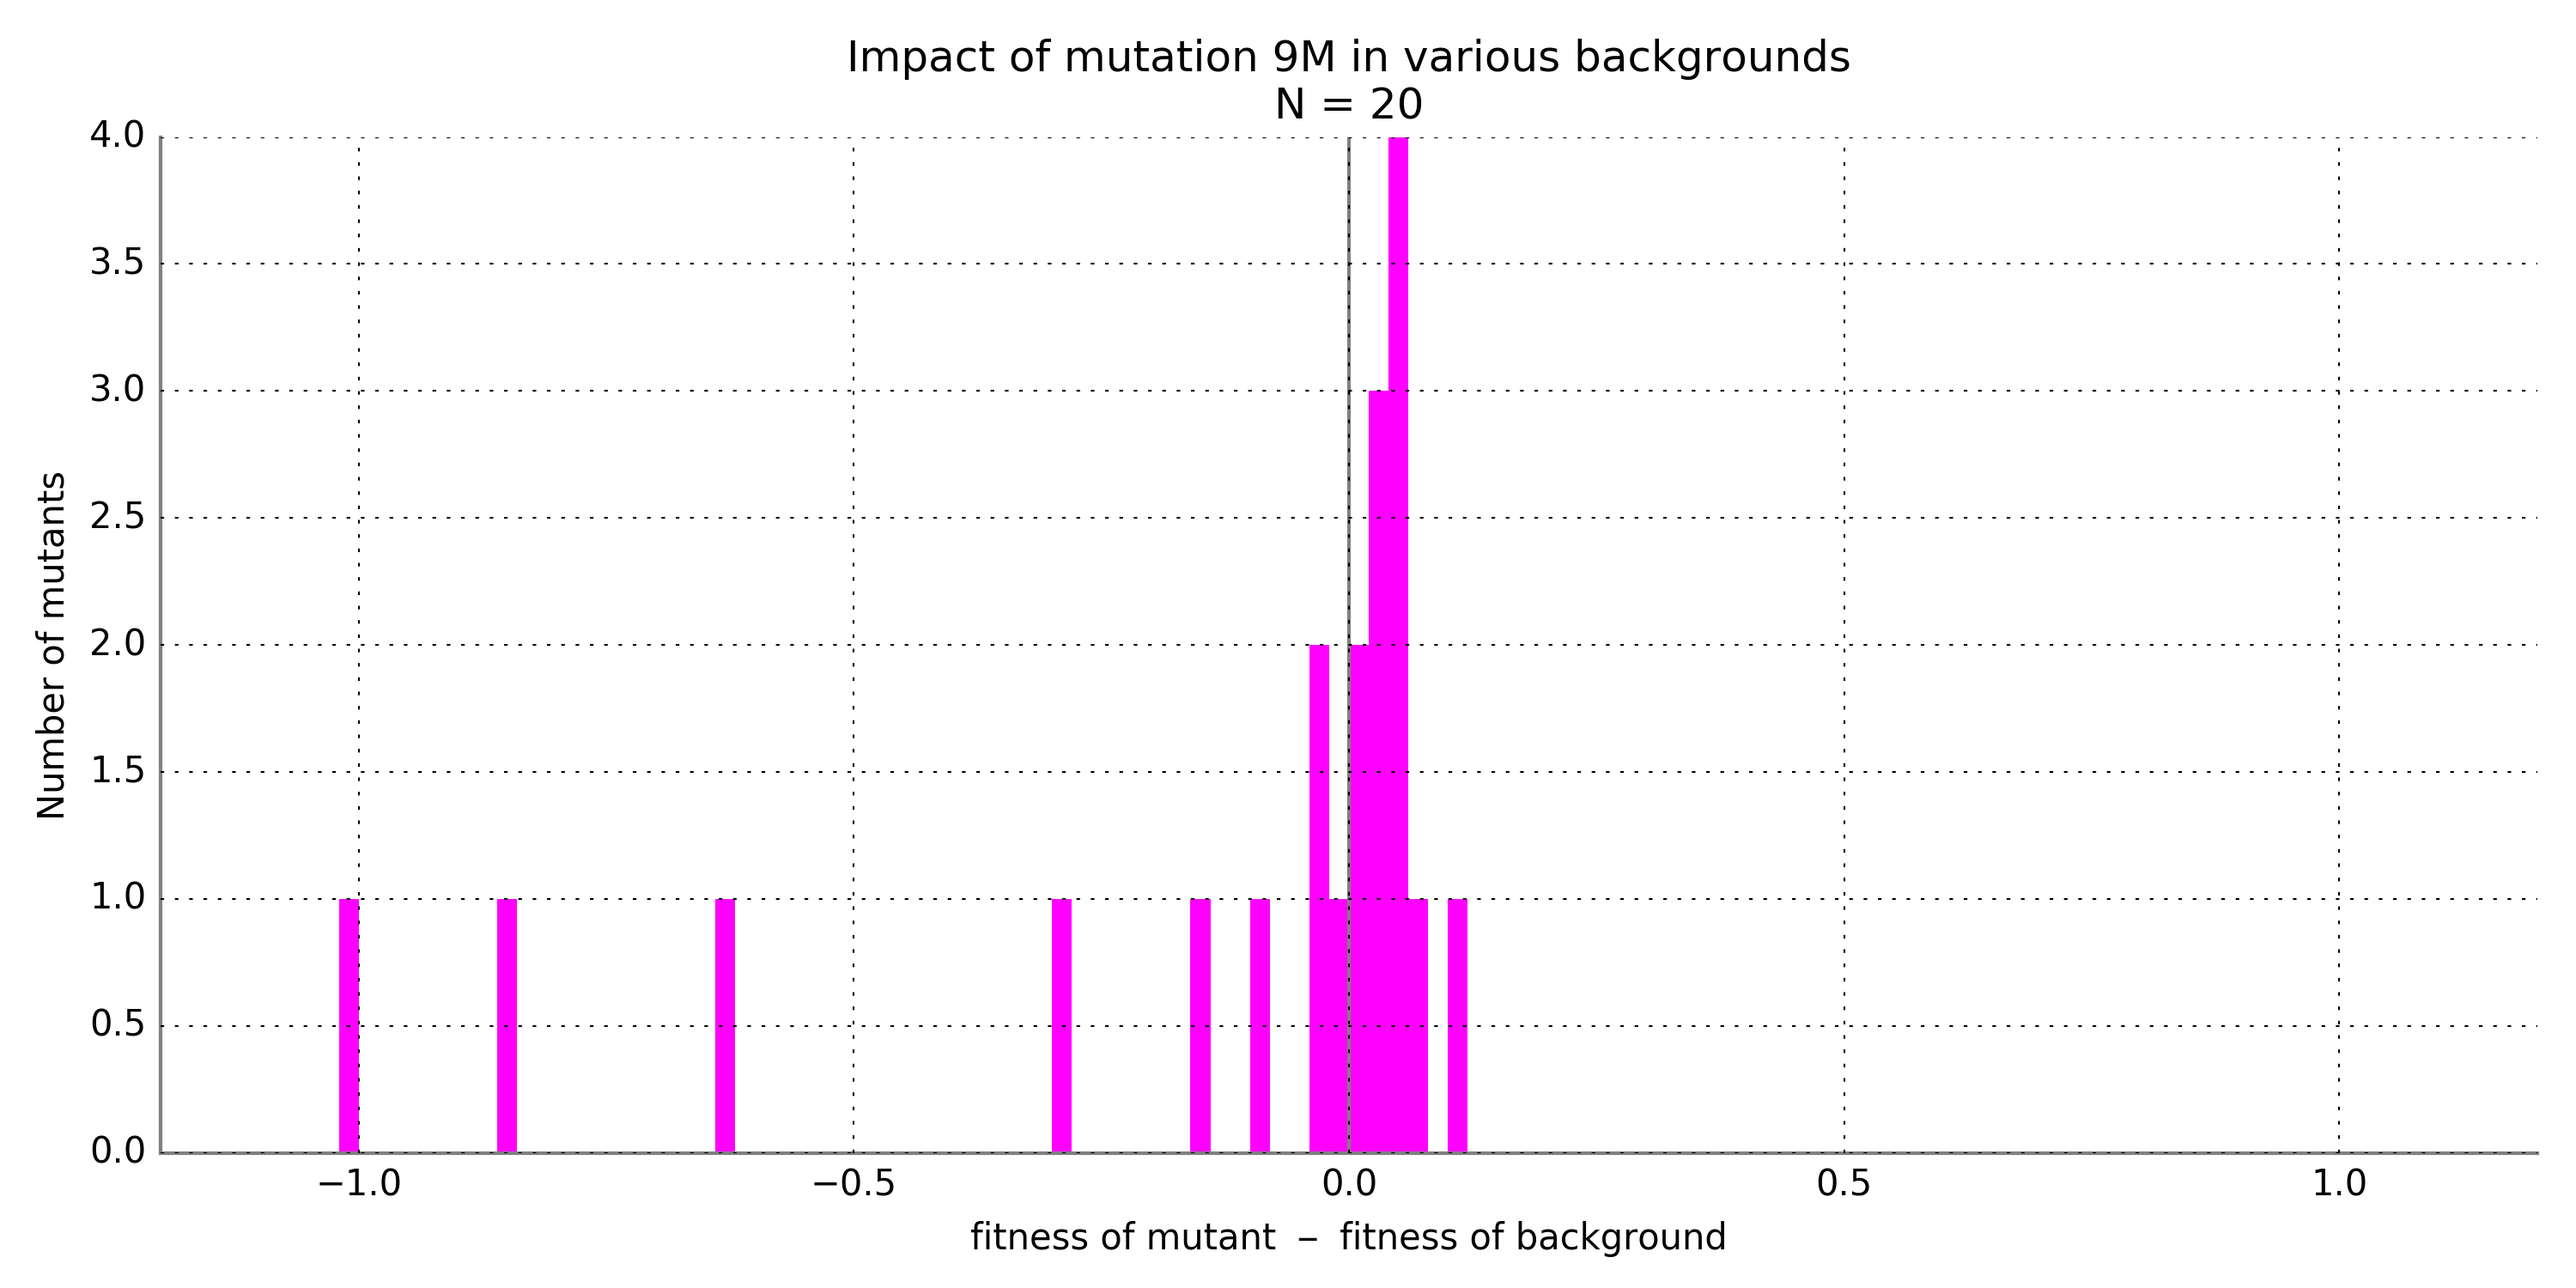 Impact of mutation 9M in various backgrounds
N = 20
4.0
3.5
3.0
2.5
2.0
1.5
1.0
0.5
0.0
Number of mutants
−1.0 −0.5 0.0 0.5 1.0
fitness of mutant − fitness of background